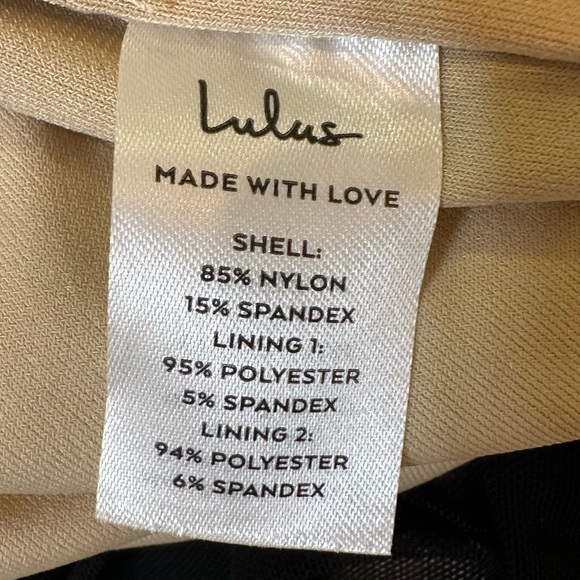 Lulus
MADE WITH LOVE
SHELL:
85% NYLON
15% SPANDEX
LINING 1:
95% POLYESTER
5% SPANDEX
LINING 2:
94% POLYESTER
6% SPANDEX